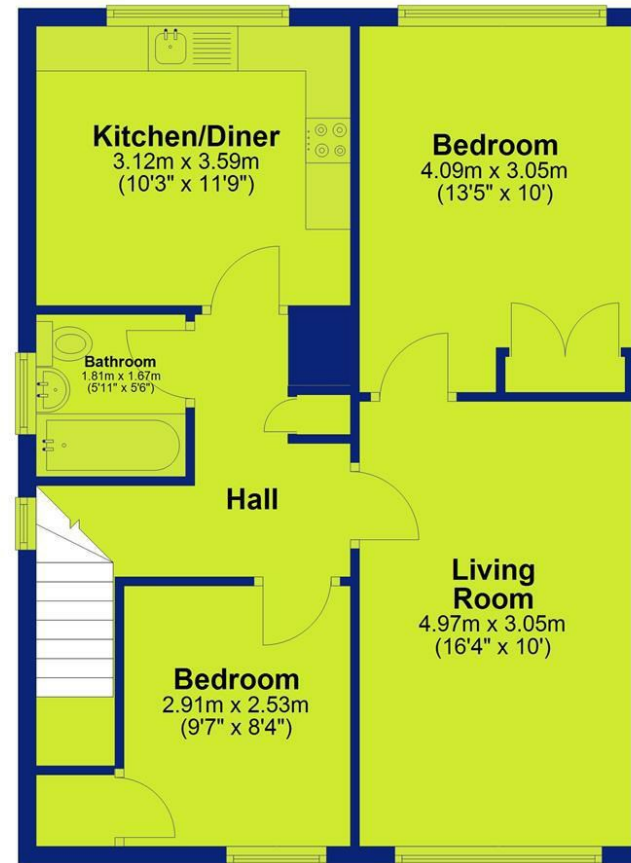 Kitchen/Diner
3.12m x 3.59m
(10'3" x 11'9")
Bedroom
4.09m x 3.05m
(13'5" x 10')
Bathroom
1.81m x 1.67m
(5'11" x 5'6")
Hall
Living
Room
4.97m x 3.05m
(16'4" x 10')
Bedroom
2.91m x 2.53m
(9'7" x 8'4")